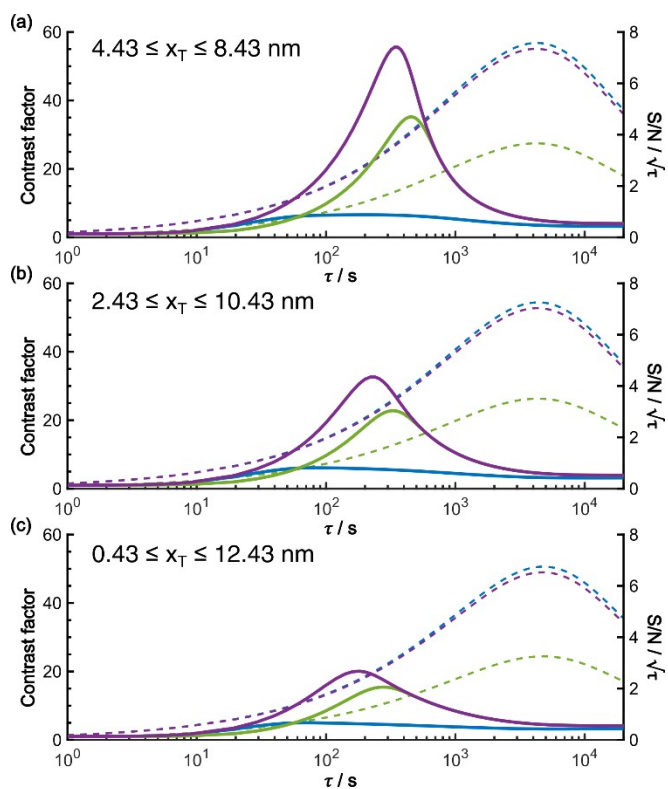 (a)
4.43 ≤ x_T ≤ 8.43 nm
Contrast factor
60
40
20
0
8
6
4
2
0
S/N / √τ
10^0 10^1 10^2 10^3 10^4
τ / s
(b)
2.43 ≤ x_T ≤ 10.43 nm
Contrast factor
60
40
20
0
8
6
4
2
0
S/N / √τ
10^0 10^1 10^2 10^3 10^4
τ / s
(c)
0.43 ≤ x_T ≤ 12.43 nm
Contrast factor
60
40
20
0
8
6
4
2
0
S/N / √τ
10^0 10^1 10^2 10^3 10^4
τ / s